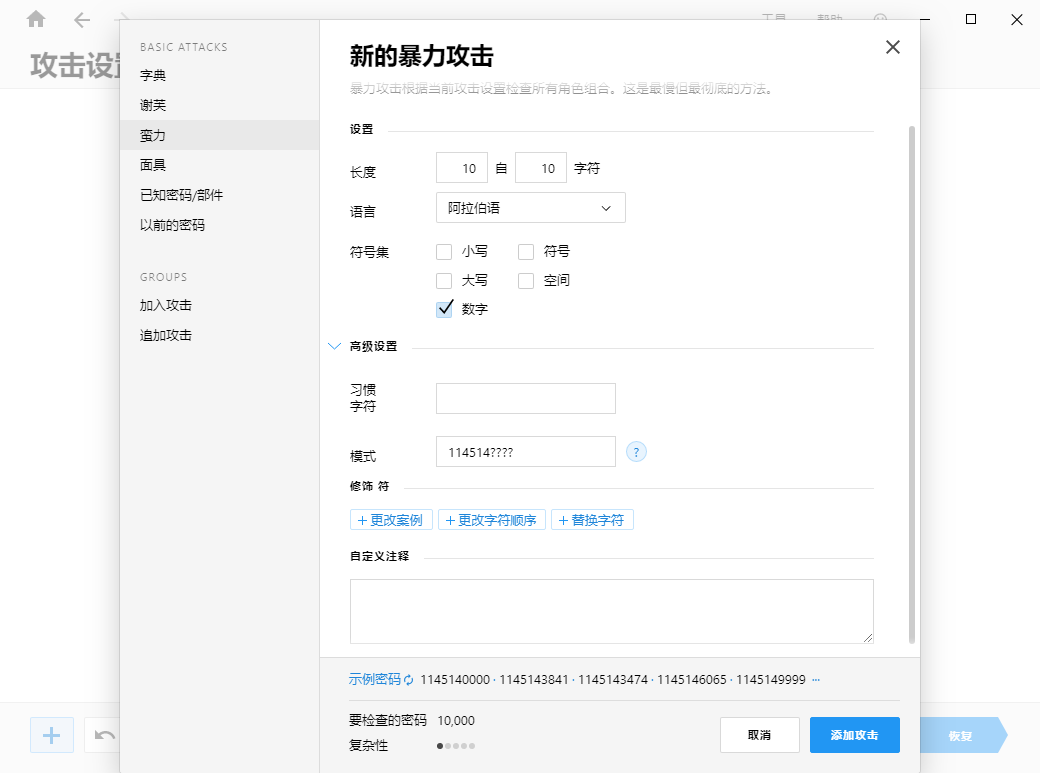 工具 帮助
攻击设置
BASIC ATTACKS
字典
谢芙
蛮力
面具
已知密码/部件
以前的密码
GROUPS
加入攻击
追加攻击
新的暴力攻击
暴力攻击根据当前攻击设置检查所有角色组合。这是最慢但最彻底的方法。
设置
长度 10 自 10 字符
语言 阿拉伯语
符号集 小写 符号
大写 空间
数字
高级设置
习惯
字符
模式 114514???? ?
修饰 符
+ 更改案例 + 更改字符顺序 + 替换字符
自定义注释
示例密码 1145140000 · 1145143841 · 1145143474 · 1145146065 · 1145149999 ···
要检查的密码 10,000
复杂性
取消 添加攻击 恢复